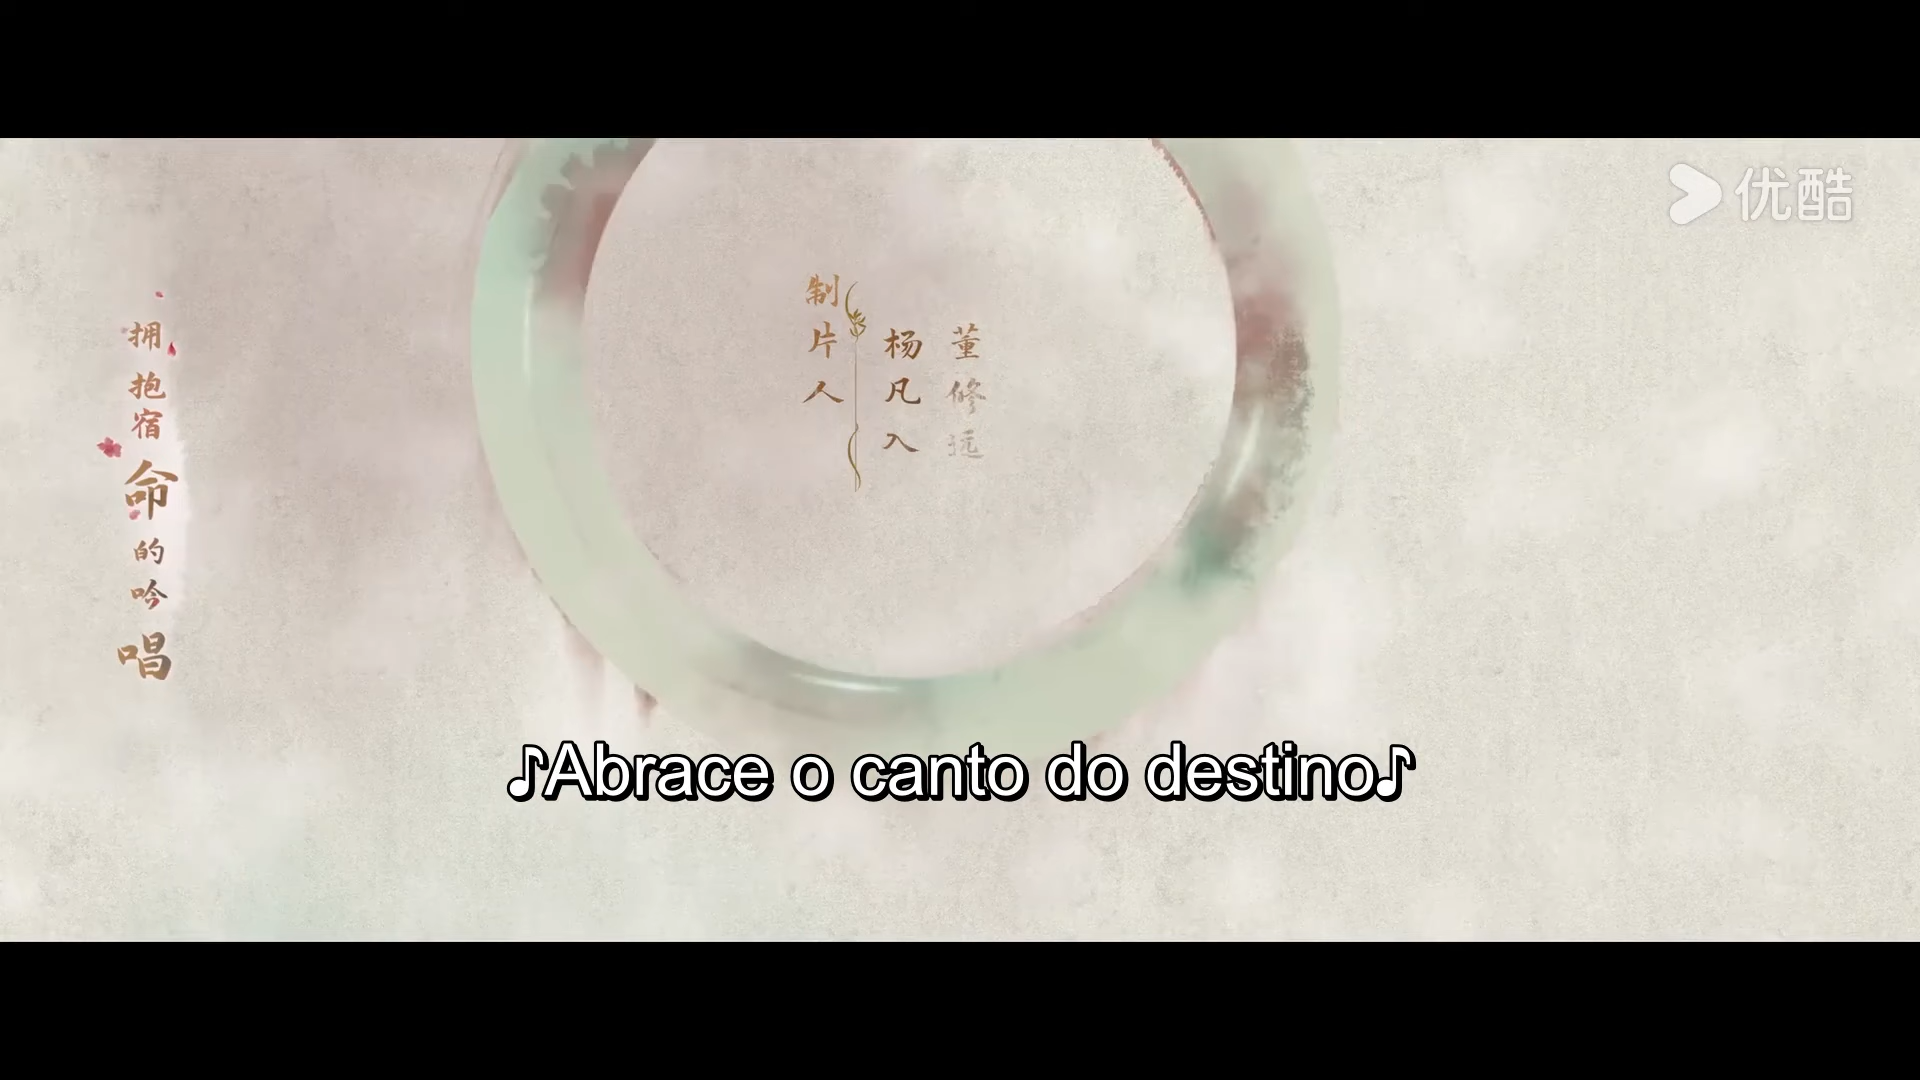 优酷
拥抱宿命的吟唱
制片人
杨凡入
董修远
♪Abrace o canto do destino♪